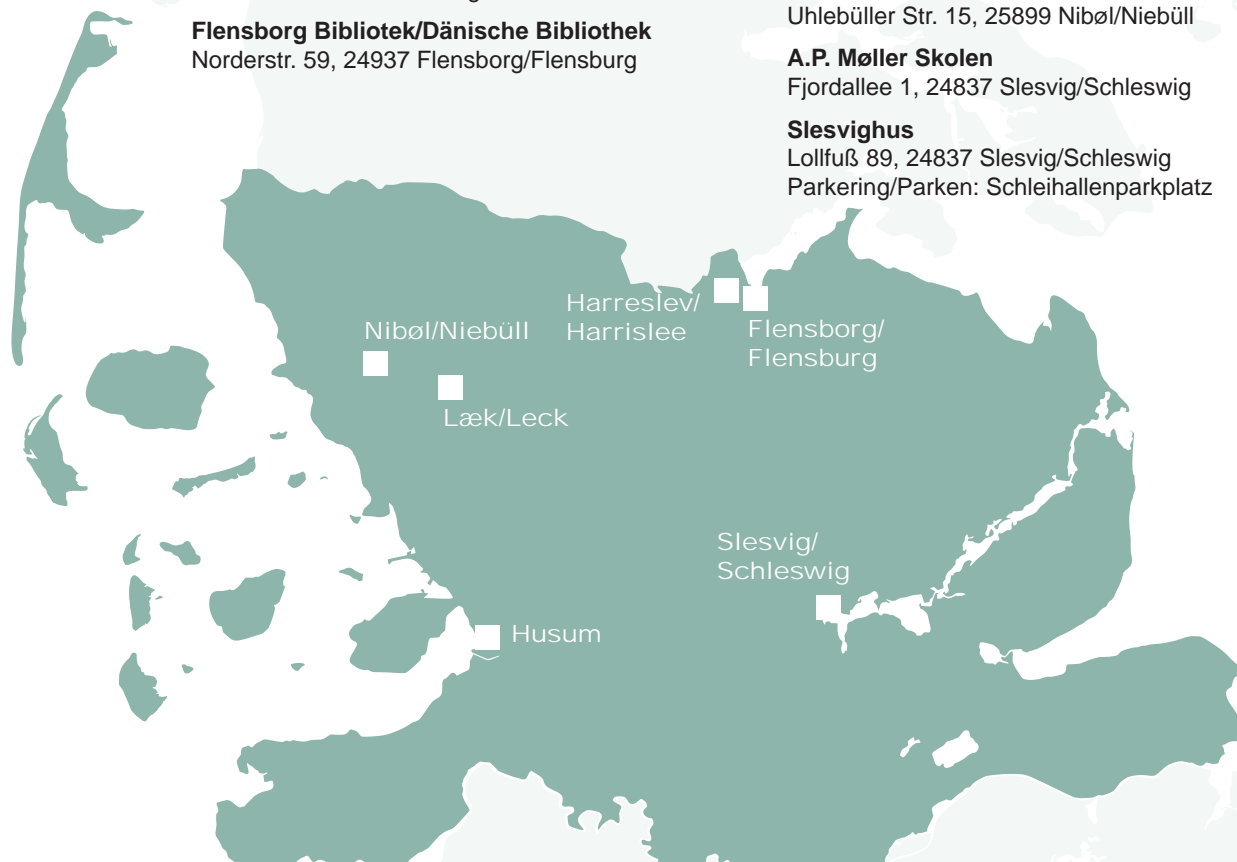 Flensborg Bibliotek/Dänische Bibliothek
Norderstr. 59, 24937 Flensborg/Flensburg
Uhlebüller Str. 15, 25899 Nibøl/Niebüll
A.P. Møller Skolen
Fjordallee 1, 24837 Slesvig/Schleswig
Slesvighus
Lollfuß 89, 24837 Slesvig/Schleswig
Parkering/Parken: Schleihallenparkplatz
Harreslev/
Harrislee
Flensborg/
Flensburg
Nibøl/Niebüll
Læk/Leck
Slesvig/
Schleswig
Husum